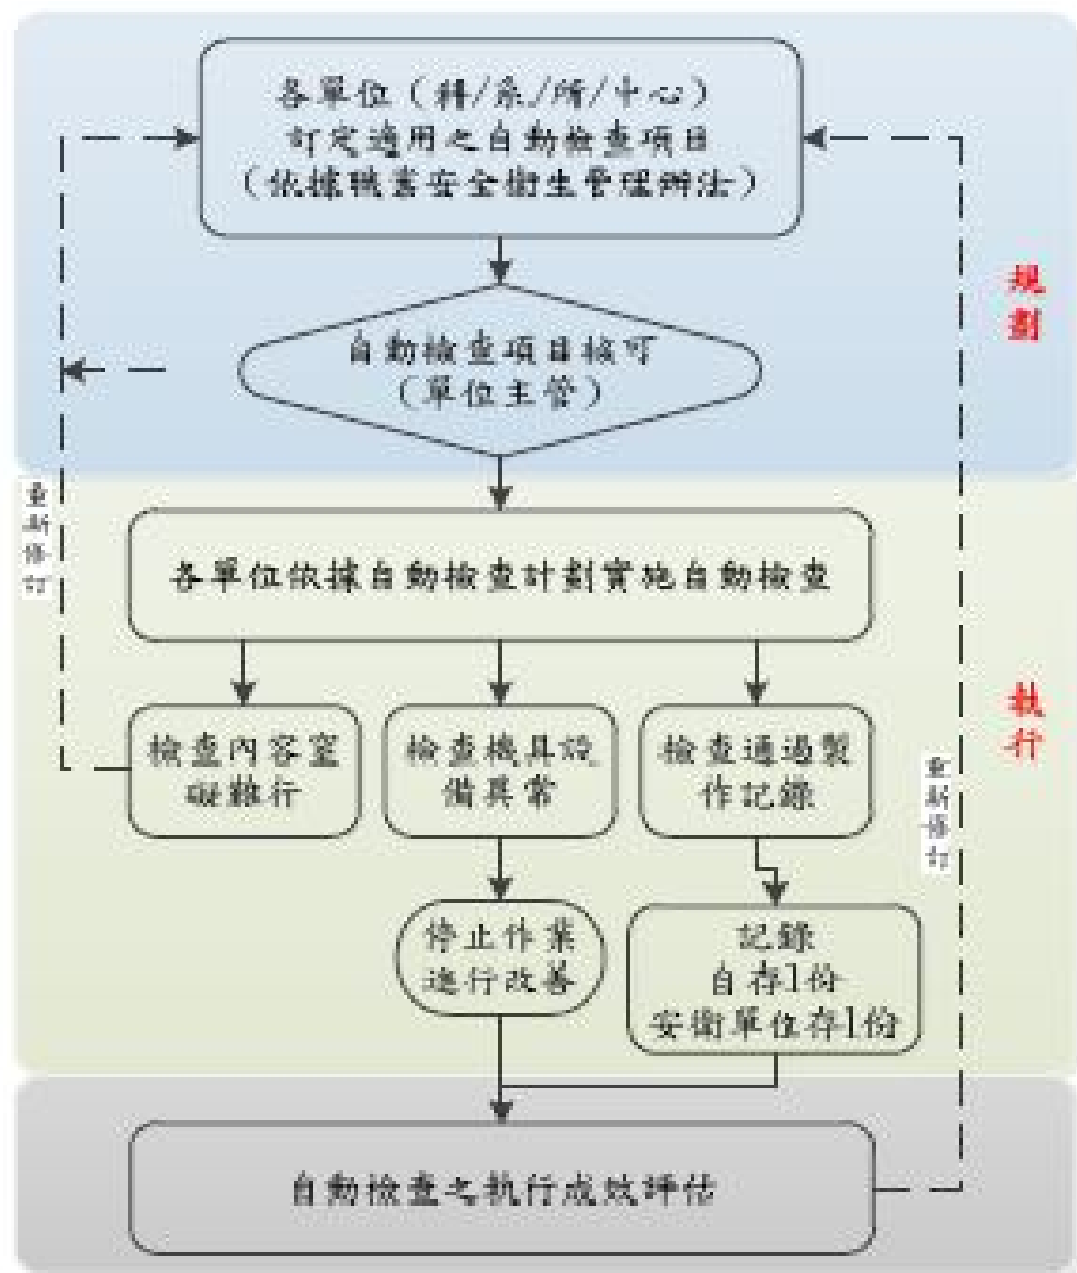 各單位（科/系/所/中心）
訂定適用之自動檢查項目
（依據職業安全衛生管理辦法）
規劃
自動檢查項目核可
（單位主管）
重新修訂
各單位依據自動檢查計劃實施自動檢查
執行
檢查內容窒
礙難行
檢查機具設
備異常
檢查通過製
作記錄
重新修訂
停止作業
進行改善
記錄
自存1份
安衛單位存1份
自動檢查之執行成效評估